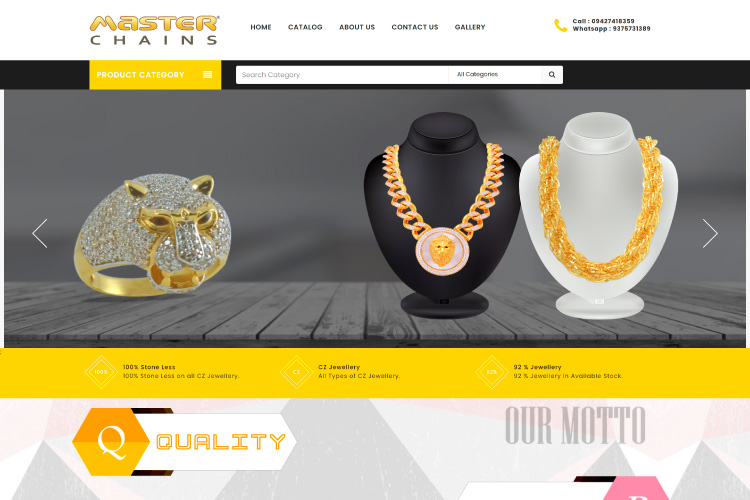 MASTER®
CHAINS
HOME CATALOG ABOUT US CONTACT US GALLERY
Call : 09427418359
Whatsapp : 9375731389
PRODUCT CATEGORY
Search Category
All Categories
100%
100% Stone Less
100% Stone Less on all CZ Jewellery.
CZ
CZ Jewellery
All Types of CZ Jewellery.
92%
92 % Jewellery
92 % Jewellery in Available Stock.
Q QUALITY
OUR MOTTO